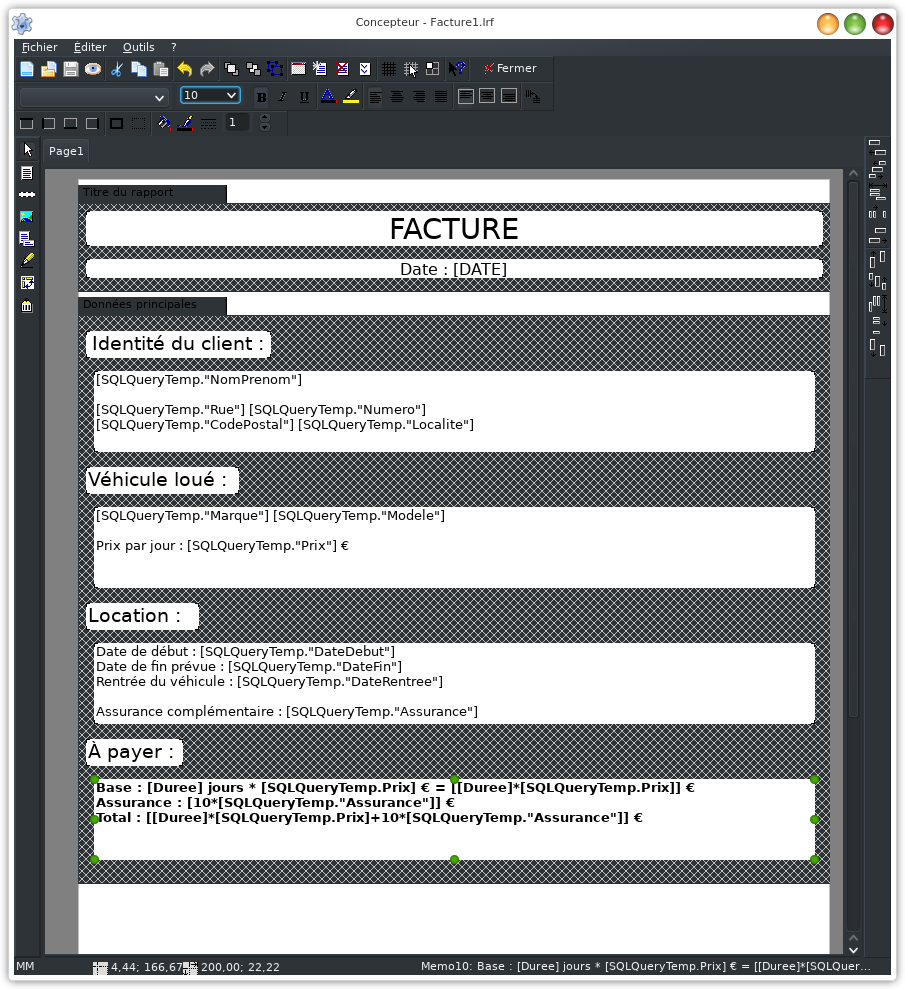 Concepteur - Facture1.lrf
Fichier Èditer Outils ?
Fermer
10
B I U A
1
Page1
Titre du rapport
FACTURE
Date : [DATE]
Données principales
Identité du client :
[SQLQueryTemp."NomPrenom"]
[SQLQueryTemp."Rue"] [SQLQueryTemp."Numero"]
[SQLQueryTemp."CodePostal"] [SQLQueryTemp."Localite"]
Véhicule loué :
[SQLQueryTemp."Marque"] [SQLQueryTemp."Modele"]
Prix par jour : [SQLQueryTemp."Prix"] €
Location :
Date de début : [SQLQueryTemp."DateDebut"]
Date de fin prévue : [SQLQueryTemp."DateFin"]
Rentrée du véhicule : [SQLQueryTemp."DateRentree"]
Assurance complémentaire : [SQLQueryTemp."Assurance"]
À payer :
Base : [Duree] jours * [SQLQueryTemp.Prix] € = [[Duree]*[SQLQueryTemp.Prix]] €
Assurance : [10*[SQLQueryTemp."Assurance"]] €
Total : [[Duree]*[SQLQueryTemp.Prix]+10*[SQLQueryTemp."Assurance"]] €
MM 4,44; 166,67 200,00; 22,22 Memo10: Base : [Duree] jours * [SQLQueryTemp.Prix] € = [[Duree]*[SQLQuer...